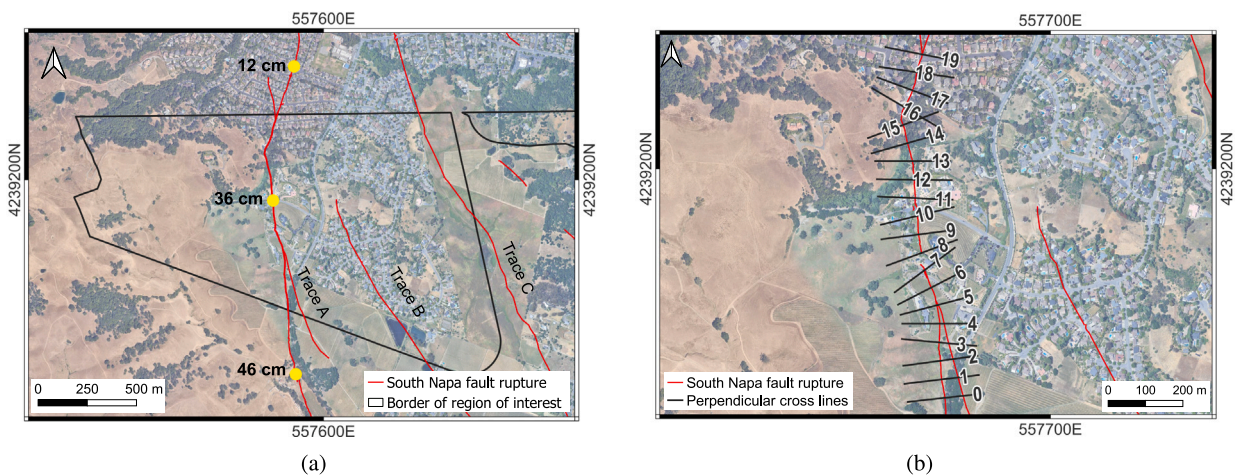 557600E
12 cm
36 cm
46 cm
4239200N
4239200N
Trace A
Trace B
Trace C
0 250 500 m
South Napa fault rupture
Border of region of interest
557600E
(a)
557700E
19
18
17
16
15
14
13
12
11
10
9
8
7
6
5
4
3
2
1
0
4239200N
4239200N
South Napa fault rupture
Perpendicular cross lines
0 100 200 m
557700E
(b)